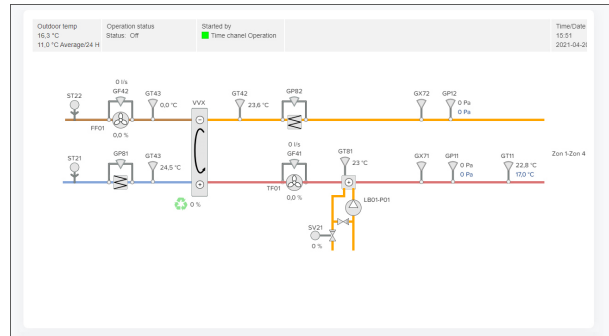 Outdoor temp
16,3 °C
11,0 °C Average/24 H
Operation status
Status: Off
Started by
Time chanel Operation
Time/Date
15:51
2021-04-20
ST22
0 l/s
GF42
GT43
0,0 °C
VVX
GT42
23,6 °C
GP82
GX72
GP12
0 Pa
0 Pa
FF01
0,0 %
ST21
GP81
GT43
24,5 °C
0 l/s
GF41
GT81
23 °C
GX71
GP11
0 Pa
0 Pa
GT11
22,8 °C
17,0 °C
Zon 1-Zon 4
TF01
0,0 %
0 %
LB01-P01
SV21
0 %